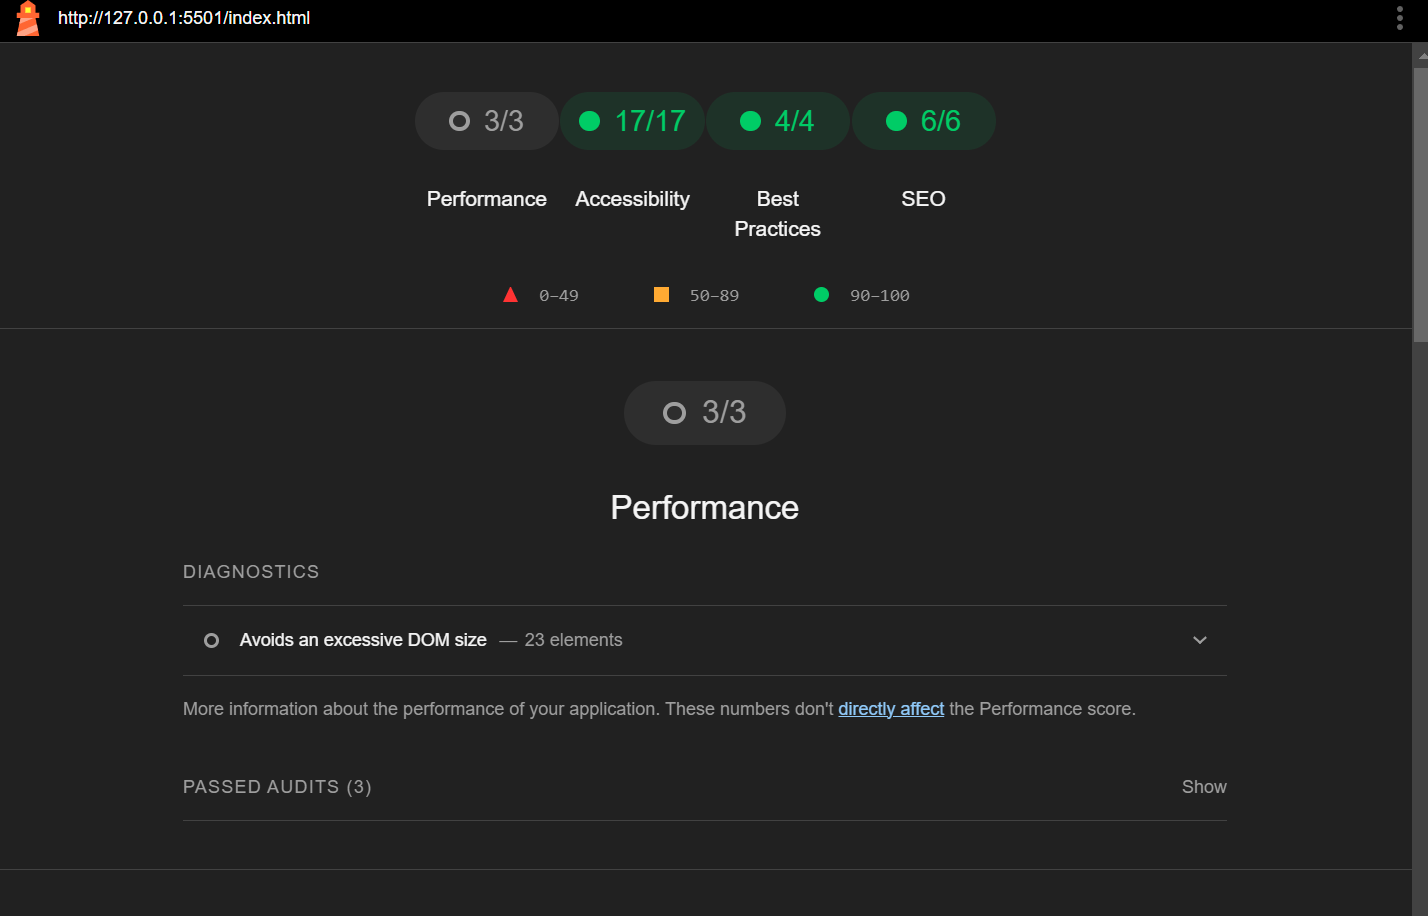 http://127.0.0.1:5501/index.html
3/3 17/17 4/4 6/6
Performance Accessibility Best Practices SEO
0–49 50–89 90–100
3/3
Performance
DIAGNOSTICS
Avoids an excessive DOM size — 23 elements
More information about the performance of your application. These numbers don't directly affect the Performance score.
PASSED AUDITS (3) Show